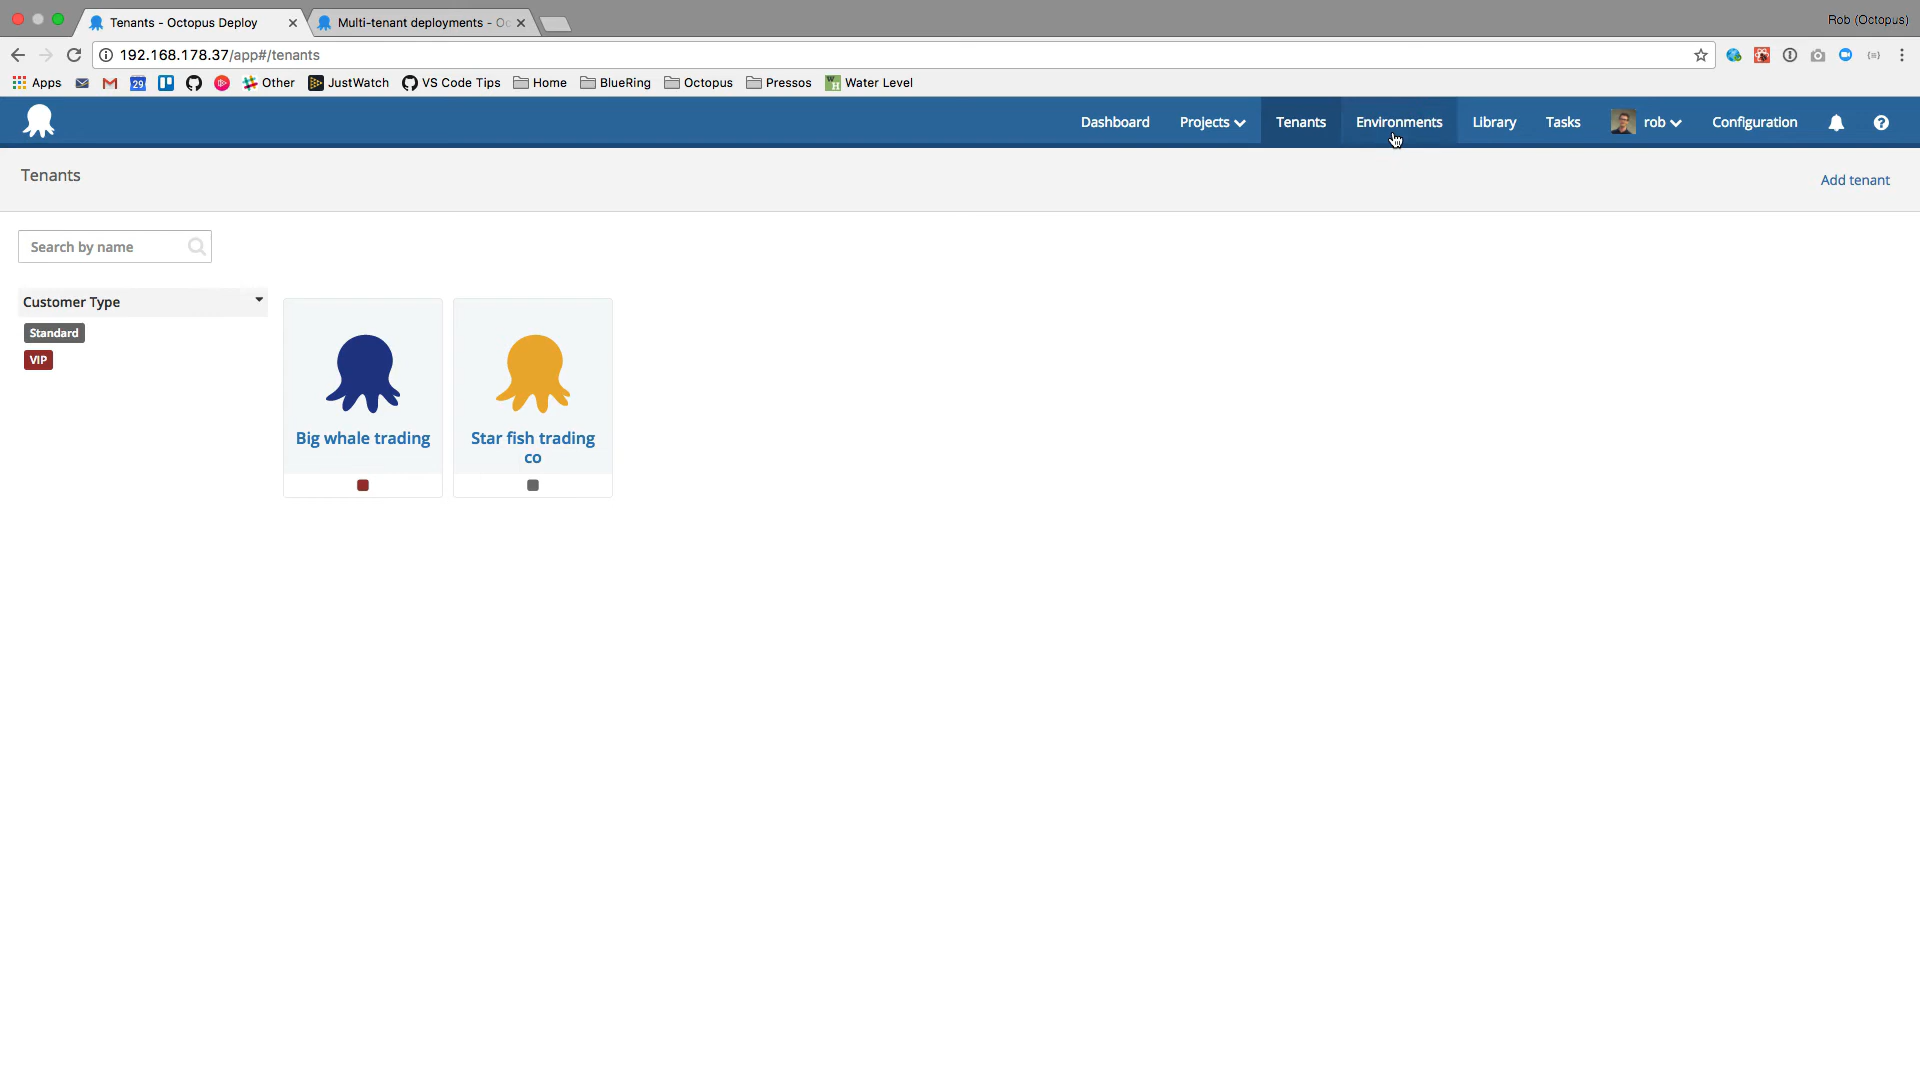 Tenants - Octopus Deploy
Multi-tenant deployments - Oc
Rob (Octopus)
192.168.178.37/app#/tenants
Apps
29
Other
JustWatch
VS Code Tips
Home
BlueRing
Octopus
Pressos
Water Level
Dashboard
Projects
Tenants
Environments
Library
Tasks
rob
Configuration
Tenants
Add tenant
Search by name
Customer Type
Standard
VIP
Big whale trading
Star fish trading
co